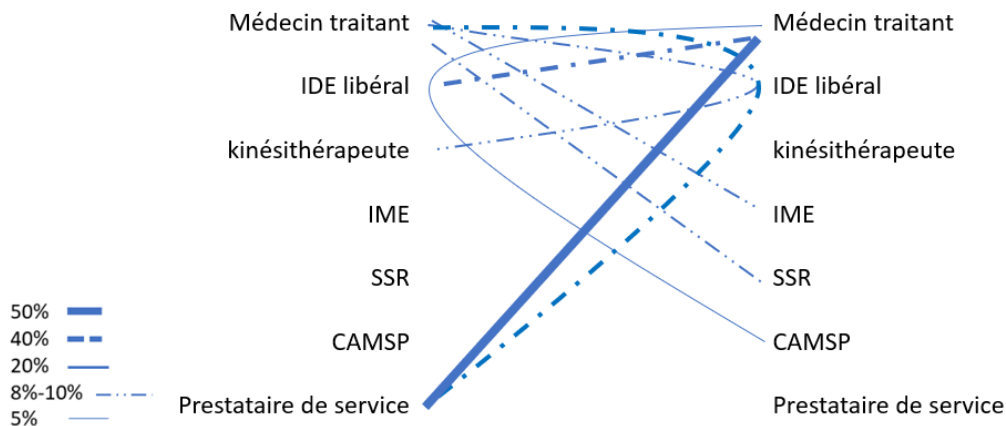 Médecin traitant
IDE libéral
kinésithérapeute
IME
SSR
CAMSP
Prestataire de service
Médecin traitant
IDE libéral
kinésithérapeute
IME
SSR
CAMSP
Prestataire de service
50%
40%
20%
8%-10%
5%